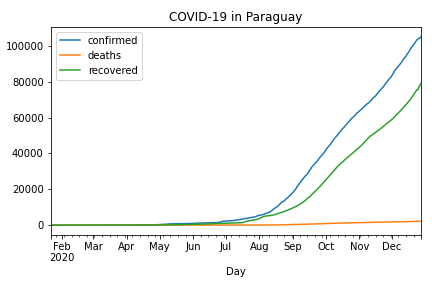 COVID-19 in Paraguay
confirmed
deaths
recovered
100000
80000
60000
40000
20000
0
Feb Mar Apr May Jun Jul Aug Sep Oct Nov Dec
2020
Day